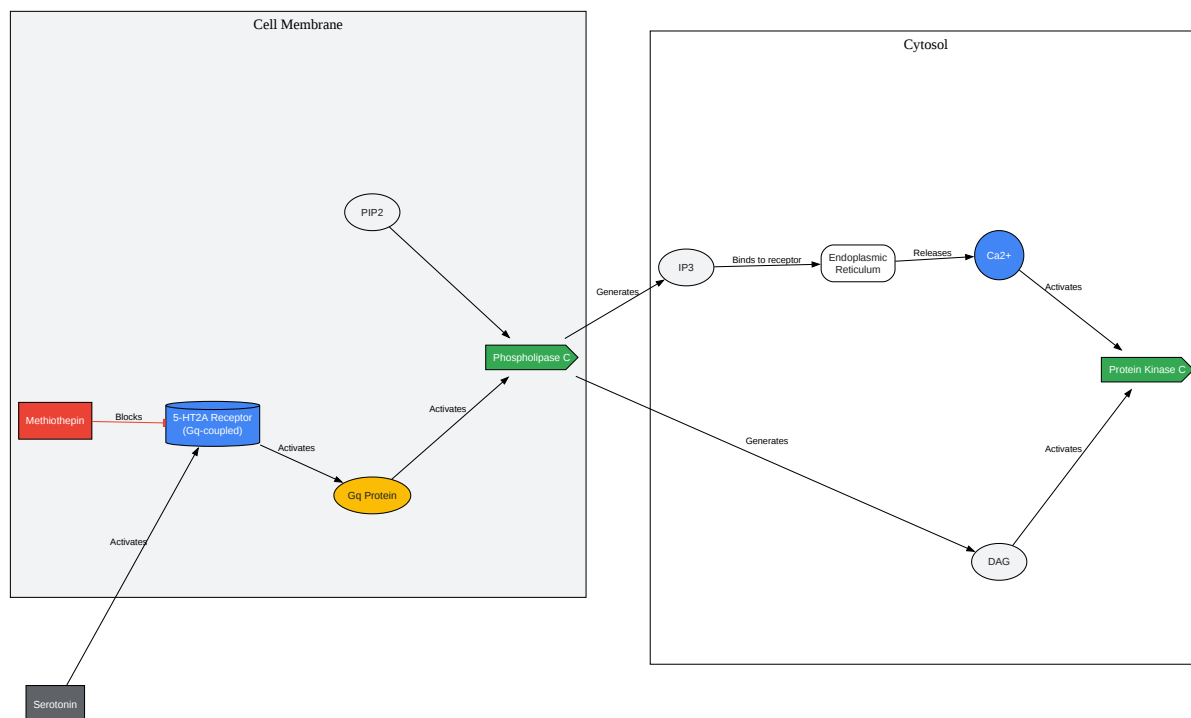 Cell Membrane
Cytosol
PIP2
IP3
Binds to receptor
Endoplasmic
Reticulum
Releases
Ca2+
Generates
Activates
Phospholipase C
Protein Kinase C
Methiothepin
Blocks
5-HT2A Receptor
(Gq-coupled)
Activates
Activates
Gq Protein
Generates
Activates
Activates
DAG
Serotonin